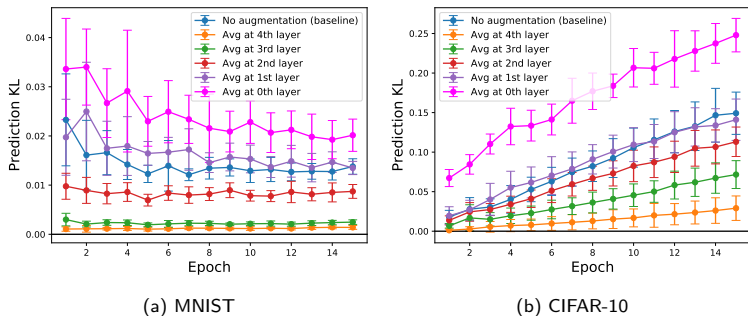 No augmentation (baseline)
Avg at 4th layer
Avg at 3rd layer
Avg at 2nd layer
Avg at 1st layer
Avg at 0th layer
Prediction KL
0.04
0.03
0.02
0.01
0.00
2 4 6 8 10 12 14
Epoch
(a) MNIST
No augmentation (baseline)
Avg at 4th layer
Avg at 3rd layer
Avg at 2nd layer
Avg at 1st layer
Avg at 0th layer
Prediction KL
0.25
0.20
0.15
0.10
0.05
0.00
2 4 6 8 10 12 14
Epoch
(b) CIFAR-10